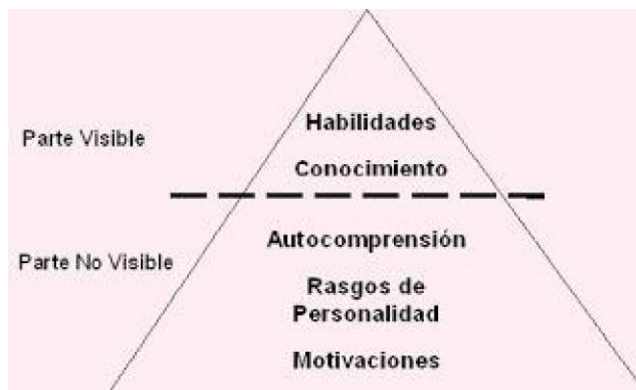 Parte Visible
Habilidades
Conocimiento
Parte No Visible
Autocomprensión
Rasgos de
Personalidad
Motivaciones